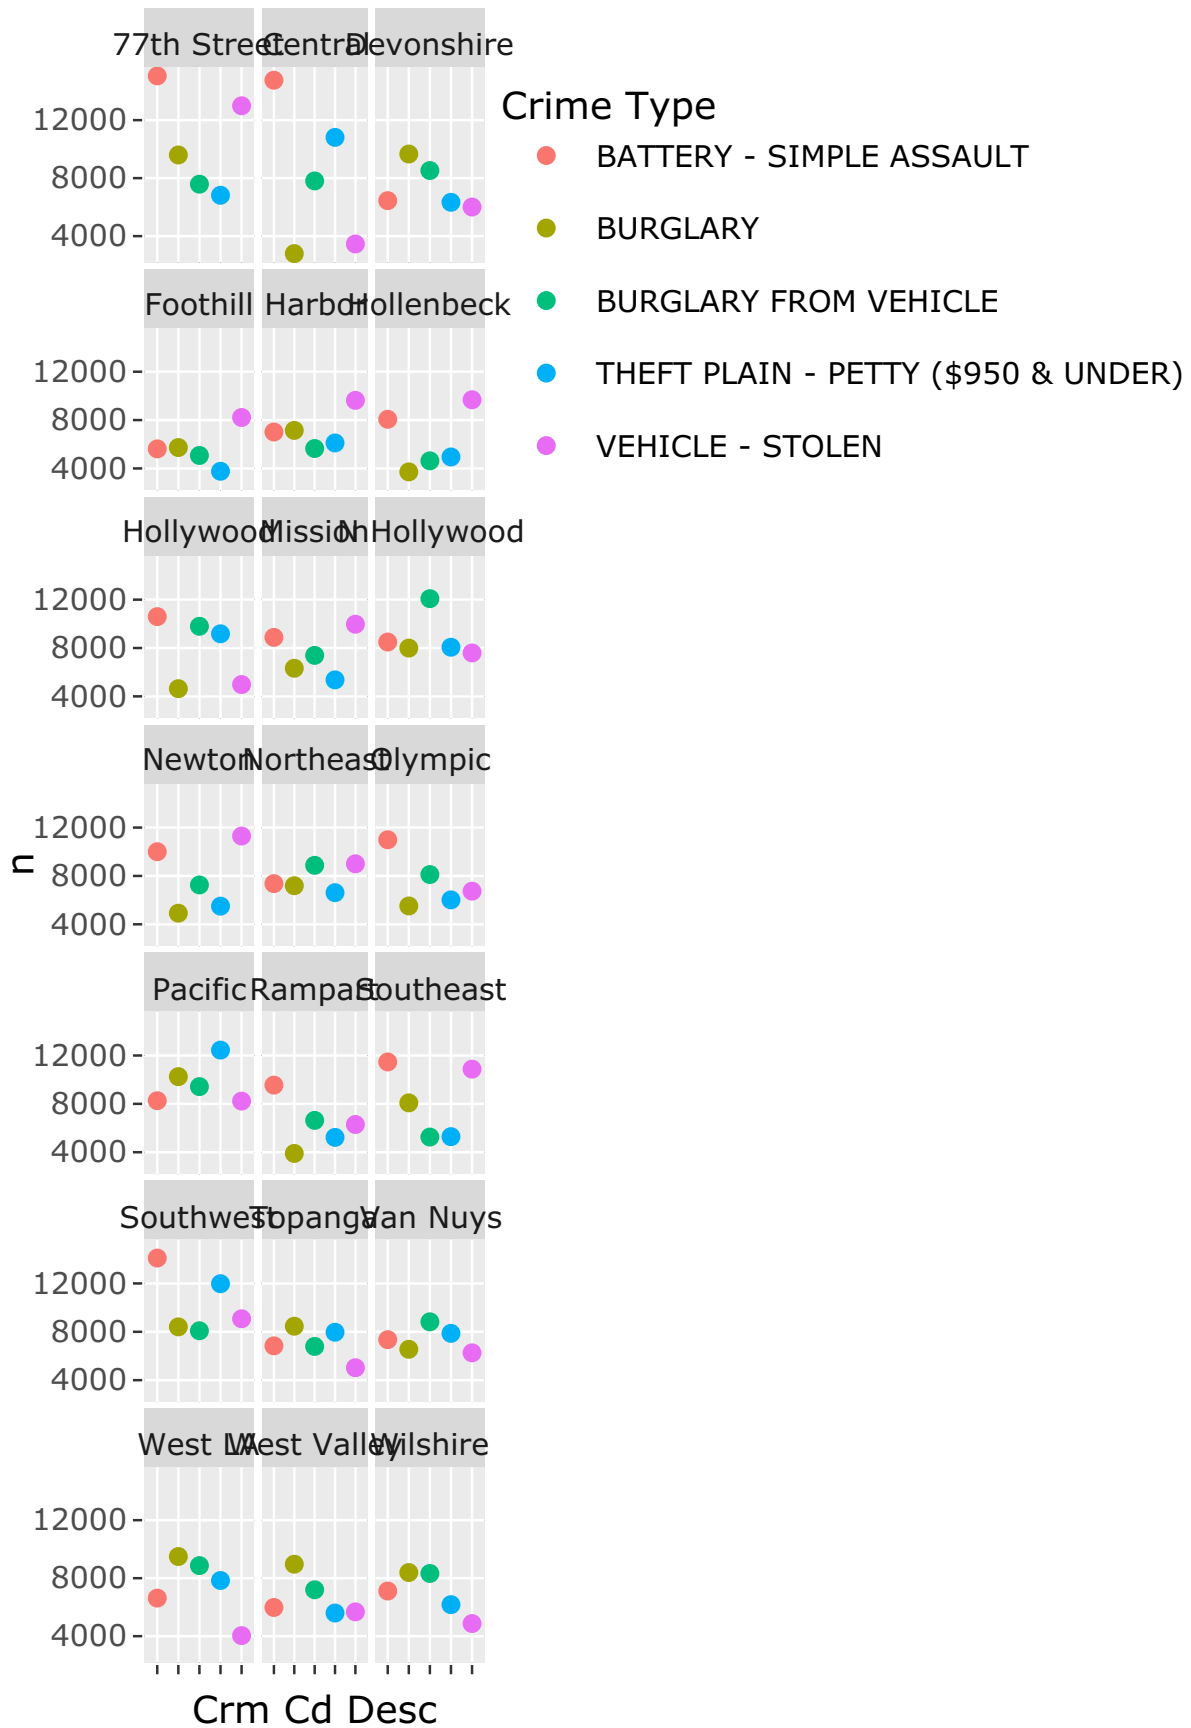 77th Street Central Devonshire
12000
8000
4000
Crime Type
BATTERY - SIMPLE ASSAULT
BURGLARY
BURGLARY FROM VEHICLE
THEFT PLAIN - PETTY ($950 & UNDER)
VEHICLE - STOLEN
Foothill Harbor Hollenbeck
12000
8000
4000
Hollywood Mission N Hollywood
12000
8000
4000
Newton Northeast Olympic
12000
8000
4000
n
Pacific Rampart Southeast
12000
8000
4000
Southwest Topanga Van Nuys
12000
8000
4000
West LA West Valley Wilshire
12000
8000
4000
Crm Cd Desc